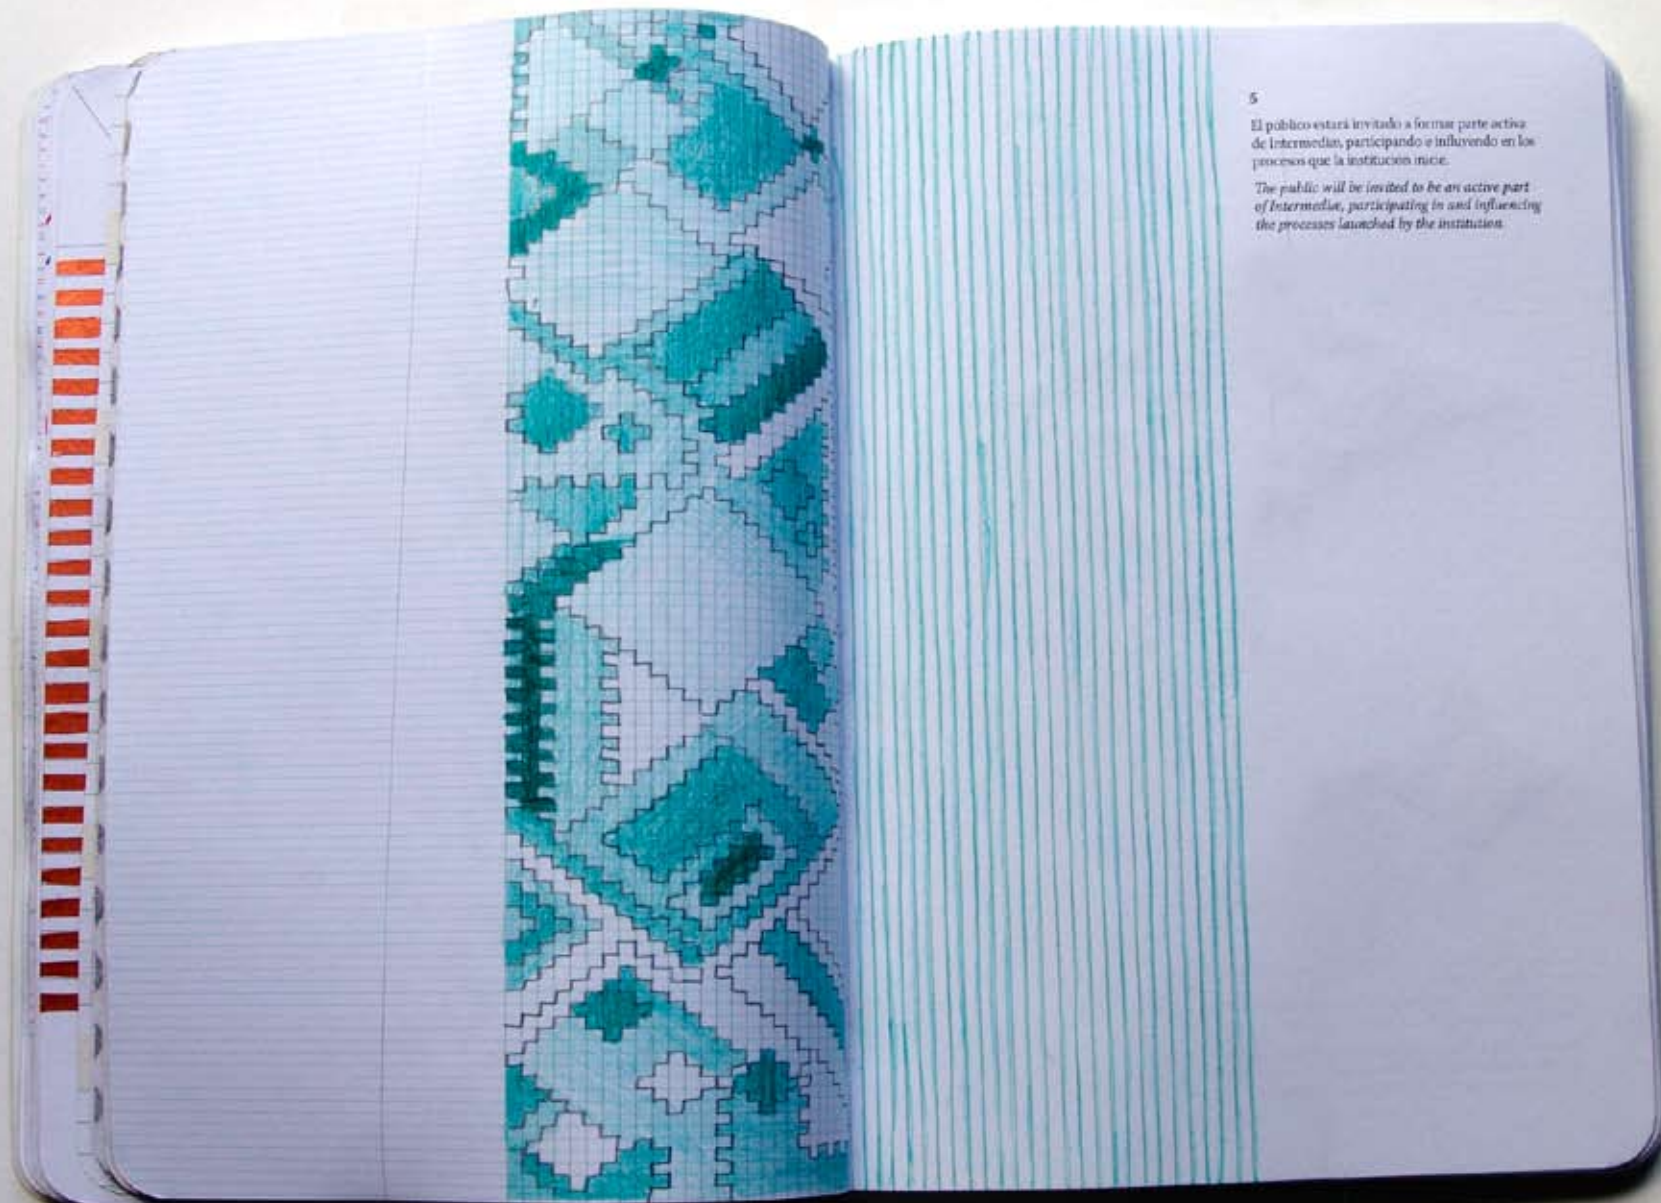 5
El público estará invitado a formar parte activa
de Intermediæ, participando e influyendo en los
procesos que la institución inicie.
The public will be invited to be an active part
of Intermediæ, participating in and influencing
the processes launched by the institution.